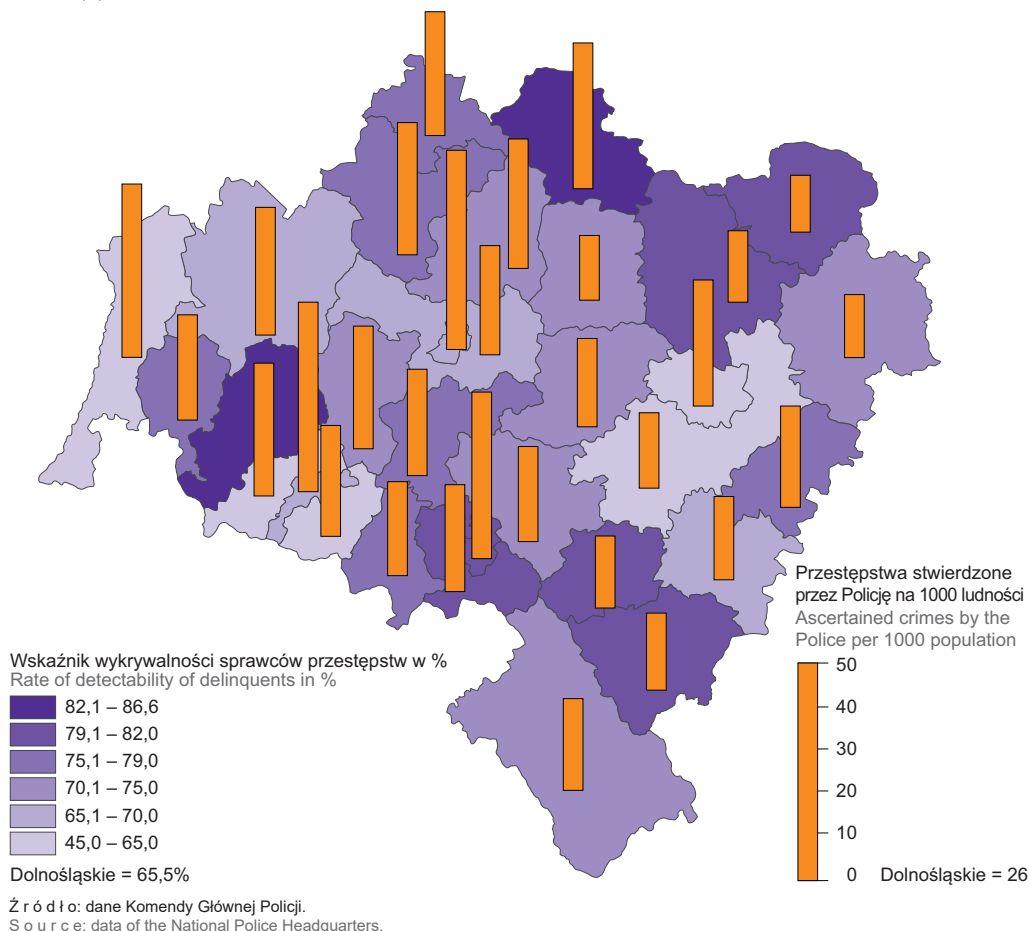 Wskaźnik wykrywalności sprawców przestępstw w %
Rate of detectability of delinquents in %
82,1 – 86,6
79,1 – 82,0
75,1 – 79,0
70,1 – 75,0
65,1 – 70,0
45,0 – 65,0
Dolnośląskie = 65,5%
Ź r ó d ł o: dane Komendy Głównej Policji.
S o u r c e: data of the National Police Headquarters.
Przestępstwa stwierdzone
przez Policję na 1000 ludności
Ascertained crimes by the
Police per 1000 population
50
40
30
20
10
0 Dolnośląskie = 26